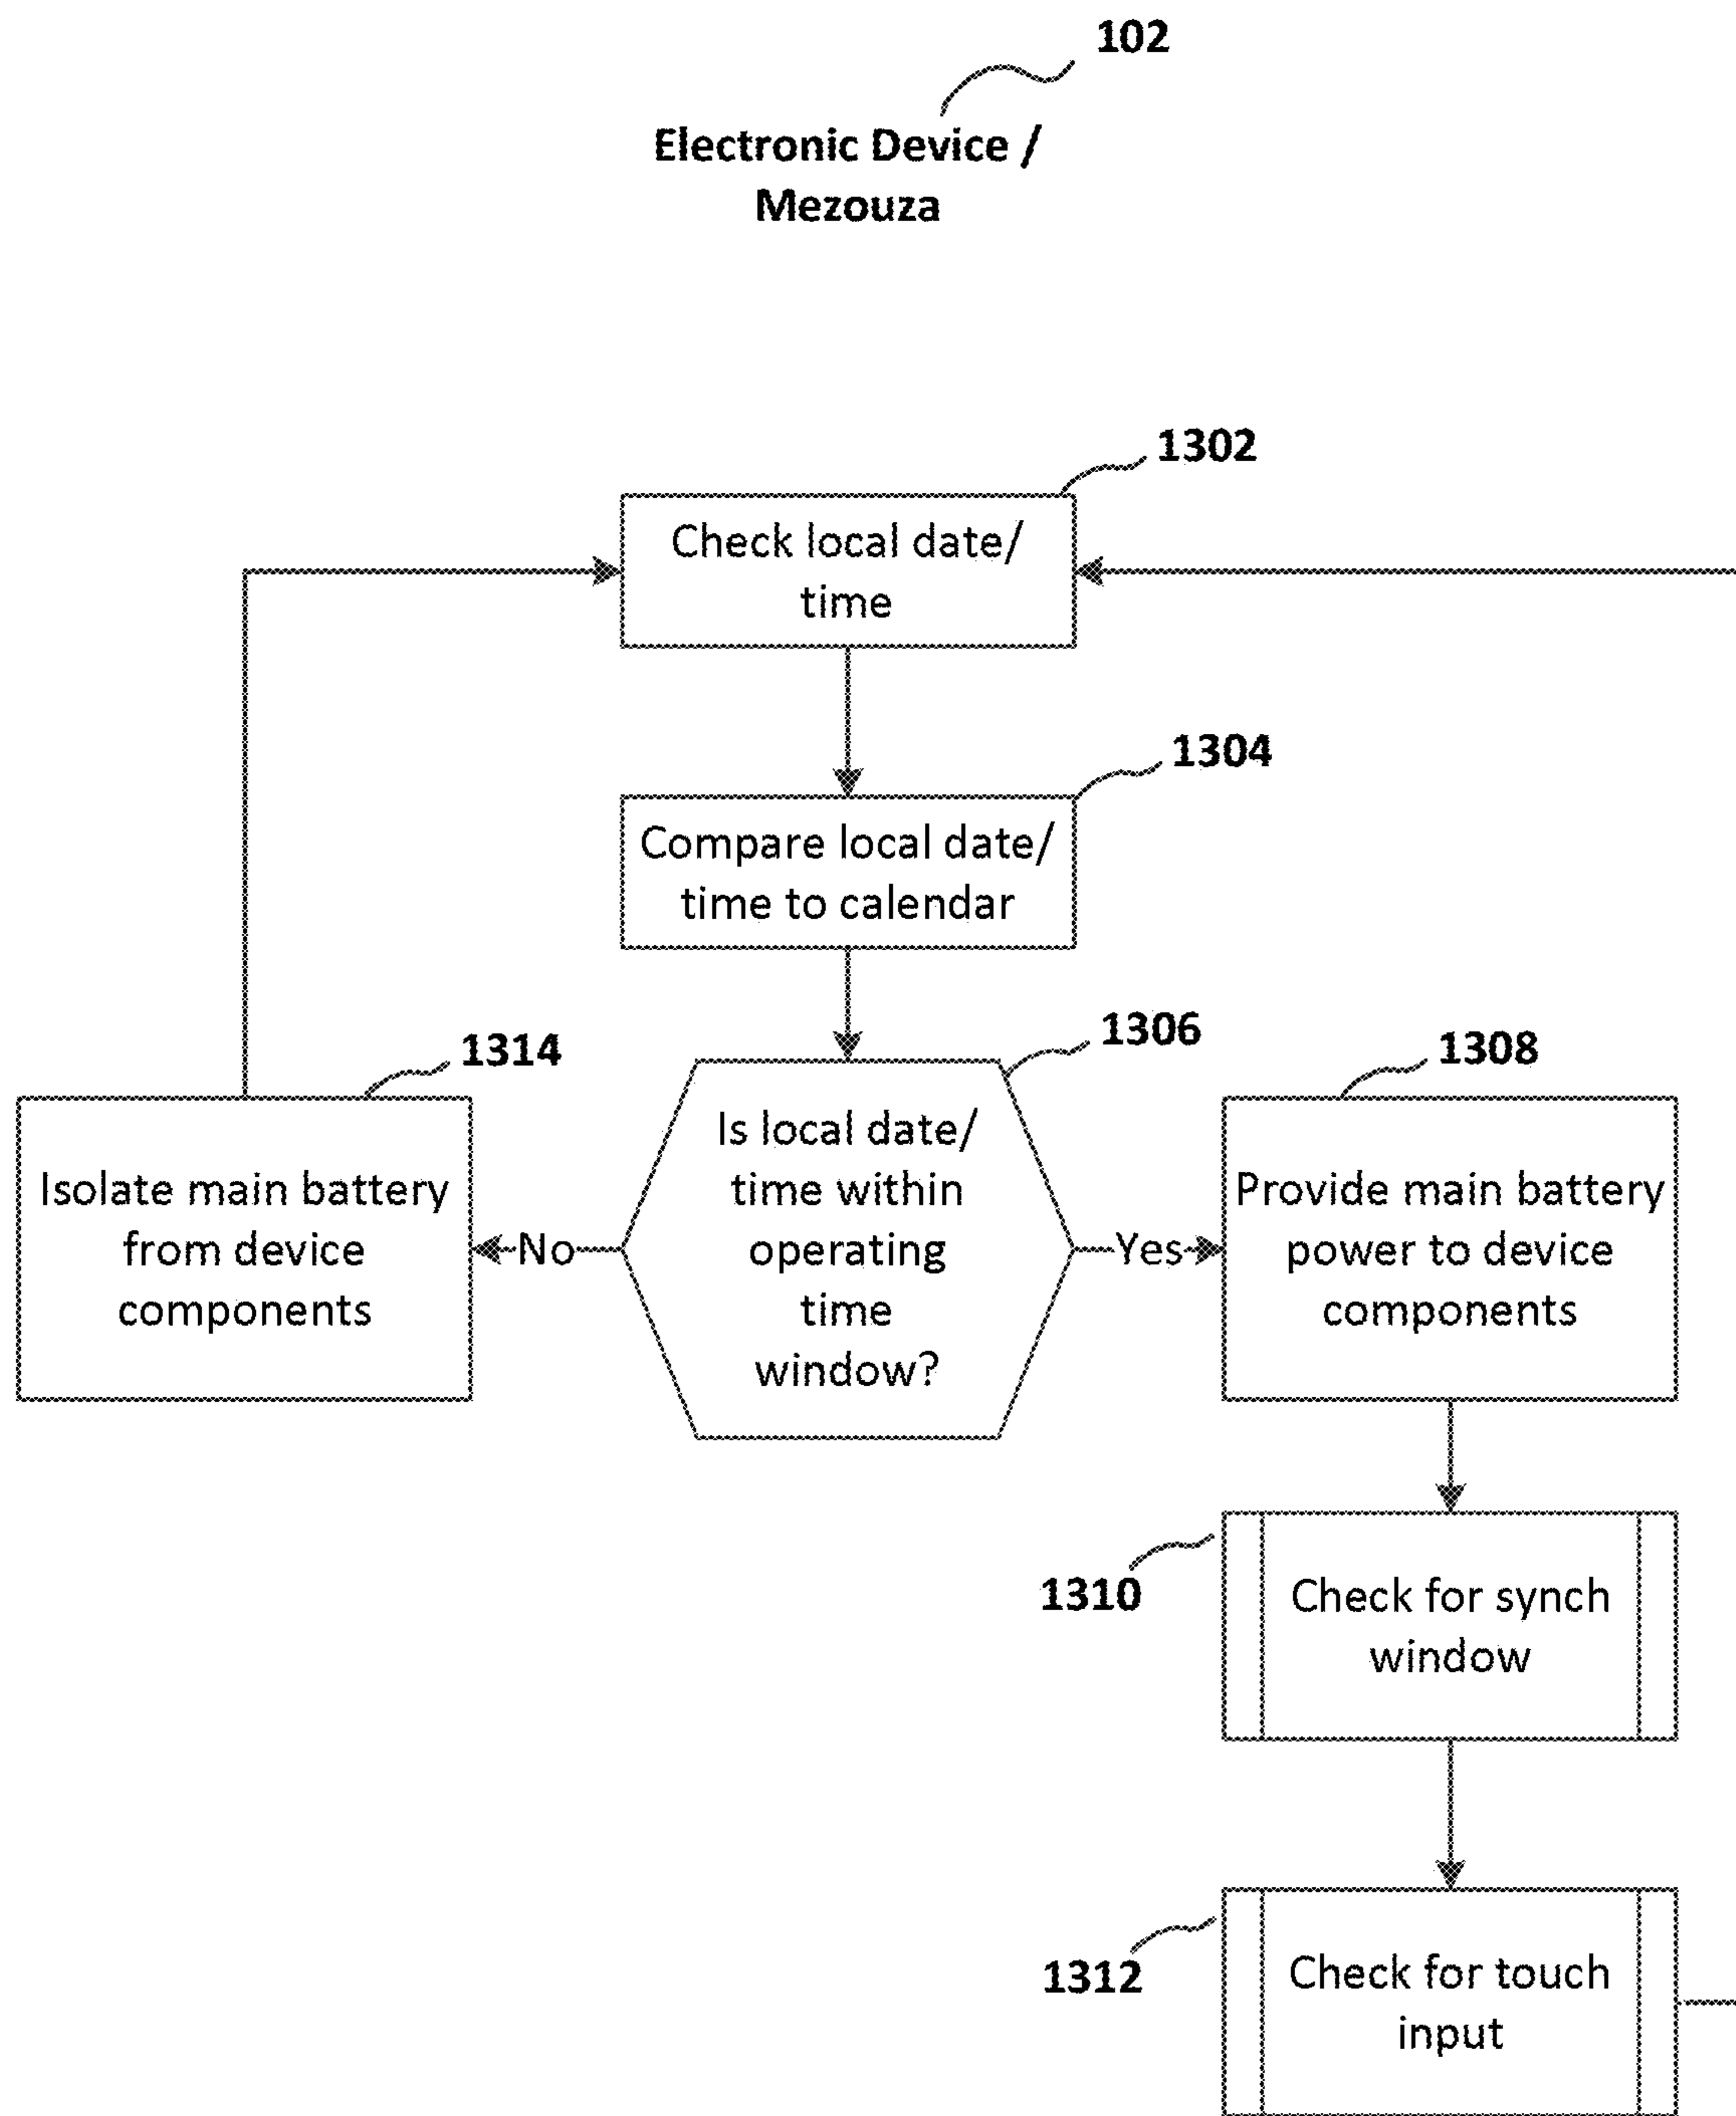 102
Electronic Device /
Mezouza
1302
Check local date/
time
1304
Compare local date/
time to calendar
1306
Is local date/
time within
operating
time
window?
1314
Isolate main battery
from device
components
No
Yes
1308
Provide main battery
power to device
components
1310
Check for synch
window
1312
Check for touch
input